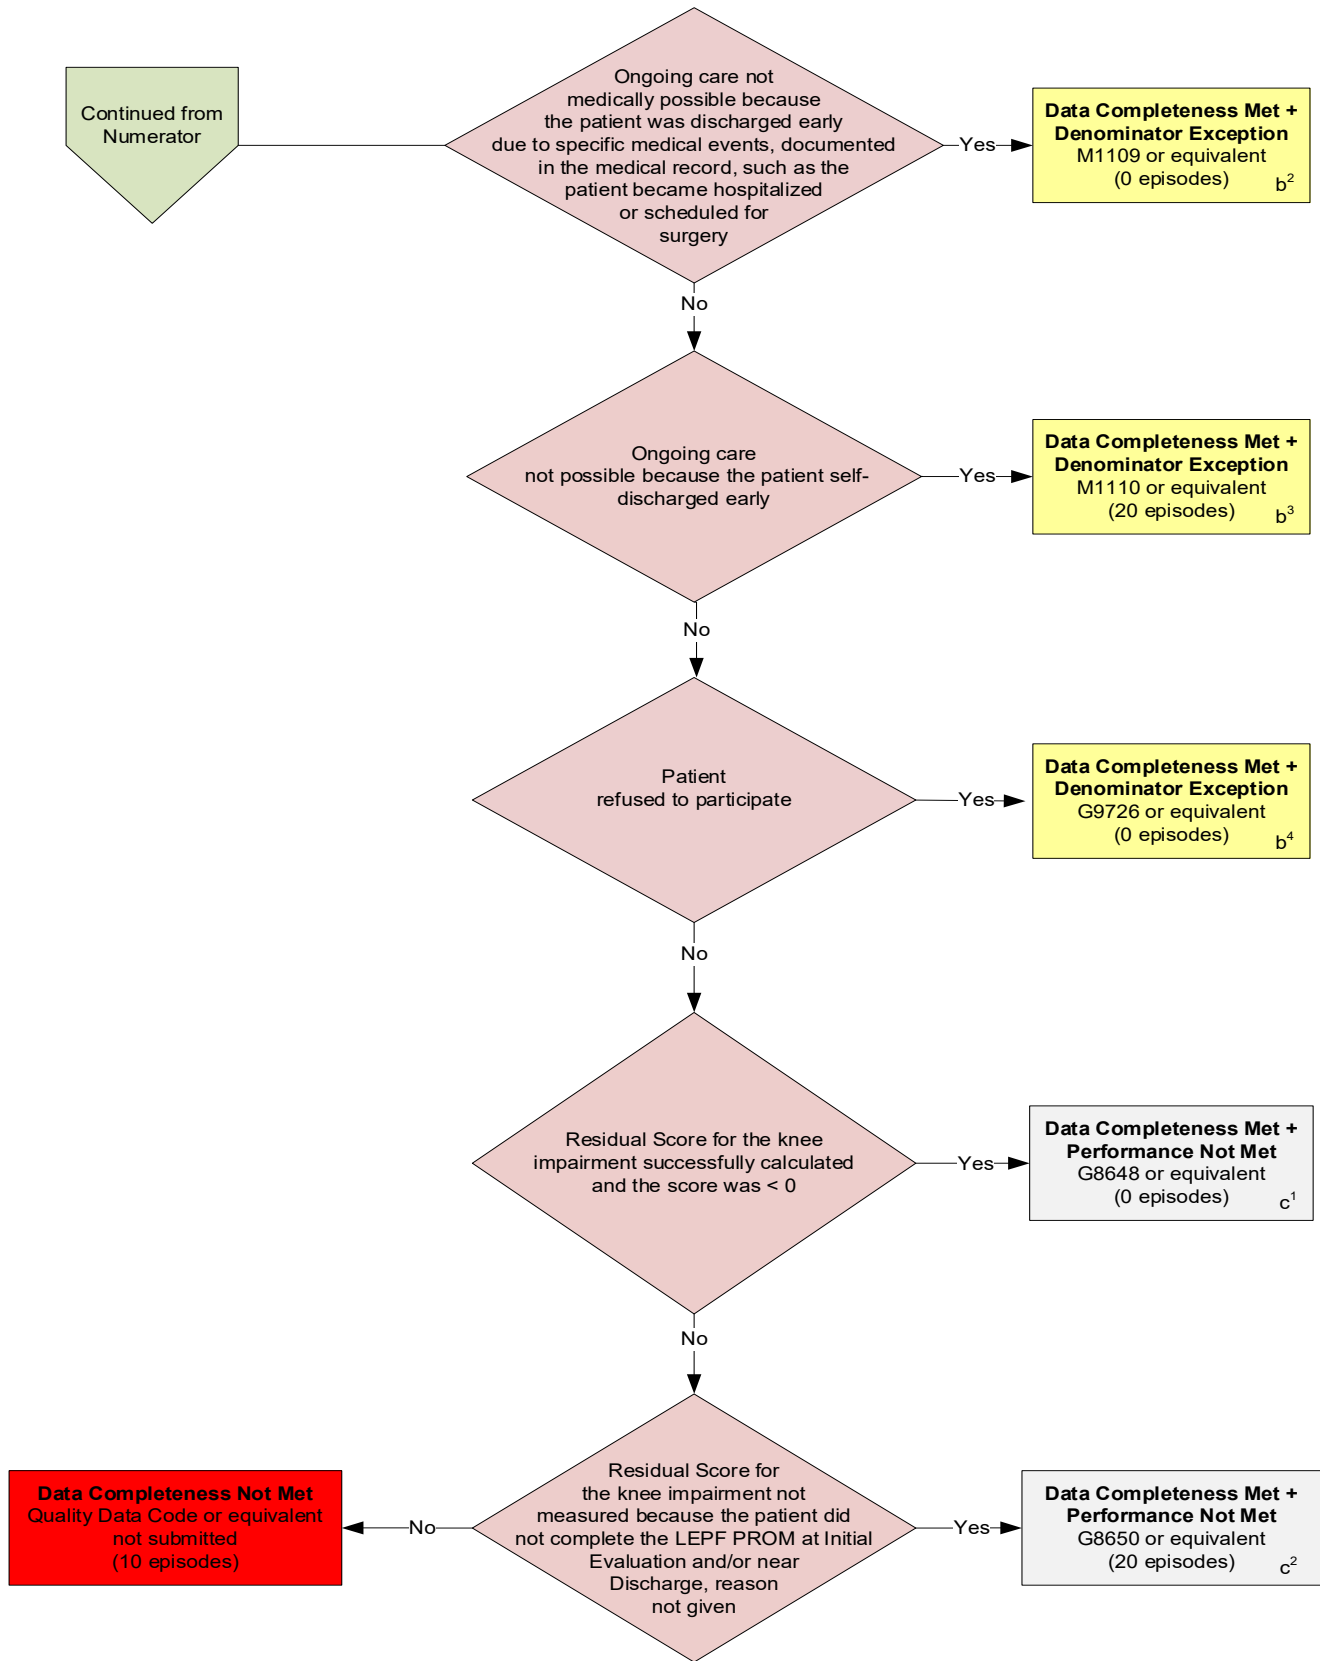 Continued from
Numerator
Ongoing care not
medically possible because
the patient was discharged early
due to specific medical events, documented
in the medical record, such as the
patient became hospitalized
or scheduled for
surgery
Yes
Data Completeness Met +
Denominator Exception
M1109 or equivalent
(0 episodes)
b²
No
Ongoing care
not possible because the patient self-
discharged early
Yes
Data Completeness Met +
Denominator Exception
M1110 or equivalent
(20 episodes)
b³
No
Patient
refused to participate
Yes
Data Completeness Met +
Denominator Exception
G9726 or equivalent
(0 episodes)
b⁴
No
Residual Score for the knee
impairment successfully calculated
and the score was < 0
Yes
Data Completeness Met +
Performance Not Met
G8648 or equivalent
(0 episodes)
c¹
No
Residual Score for
the knee impairment not
measured because the patient did
not complete the LEPF PROM at Initial
Evaluation and/or near
Discharge, reason
not given
No
Data Completeness Not Met
Quality Data Code or equivalent
not submitted
(10 episodes)
Yes
Data Completeness Met +
Performance Not Met
G8650 or equivalent
(20 episodes)
c²